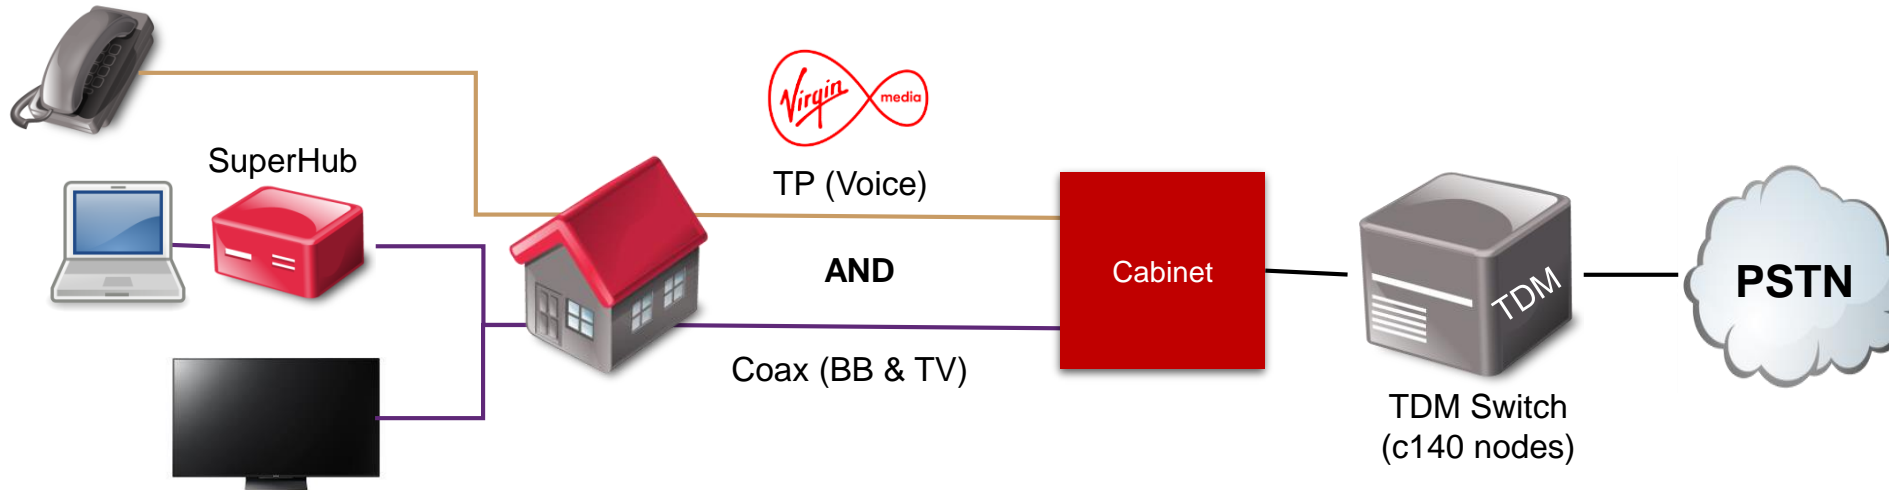 Virgin
media
SuperHub
TP (Voice)
AND
Coax (BB & TV)
Cabinet
TDM
TDM Switch
(c140 nodes)
PSTN